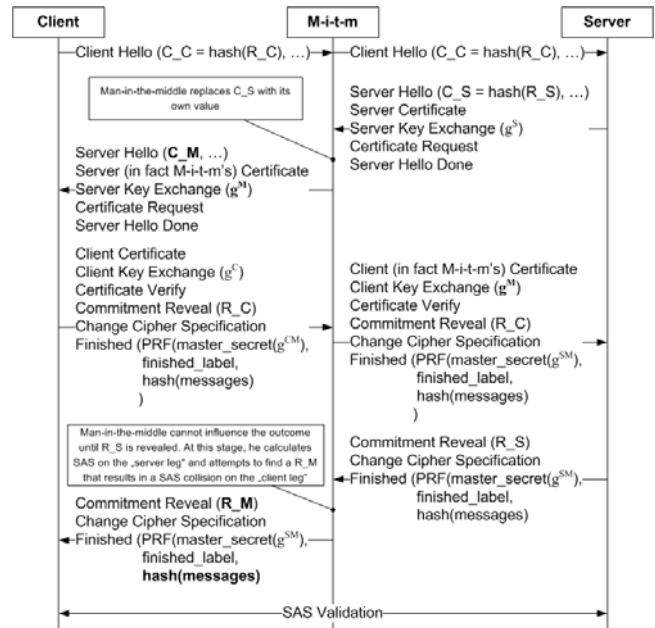 Client
M-i-t-m
Server
Client Hello (C_C = hash(R_C), ...)
Client Hello (C_C = hash(R_C), ...)
Man-in-the-middle replaces C_S with its
own value
Server Hello (C_S = hash(R_S), ...)
Server Certificate
Server Key Exchange (g^S)
Certificate Request
Server Hello Done
Server Hello (C_M, ...)
Server (in fact M-i-t-m's) Certificate
Server Key Exchange (g^M)
Certificate Request
Server Hello Done
Client Certificate
Client Key Exchange (g^C)
Certificate Verify
Commitment Reveal (R_C)
Change Cipher Specification
Finished (PRF(master_secret(g^CM),
finished_label,
hash(messages)
)
Client (in fact M-i-t-m's) Certificate
Client Key Exchange (g^M)
Certificate Verify
Commitment Reveal (R_C)
Change Cipher Specification
Finished (PRF(master_secret(g^SM),
finished_label,
hash(messages)
)
Man-in-the-middle cannot influence the outcome
until R_S is revealed. At this stage, he calculates
SAS on the „server leg" and attempts to find a R_M
that results in a SAS collision on the „client leg"
Commitment Reveal (R_S)
Change Cipher Specification
Finished (PRF(master_secret(g^SM),
finished_label,
hash(messages)
Commitment Reveal (R_M)
Change Cipher Specification
Finished (PRF(master_secret(g^SM),
finished_label,
hash(messages)
SAS Validation